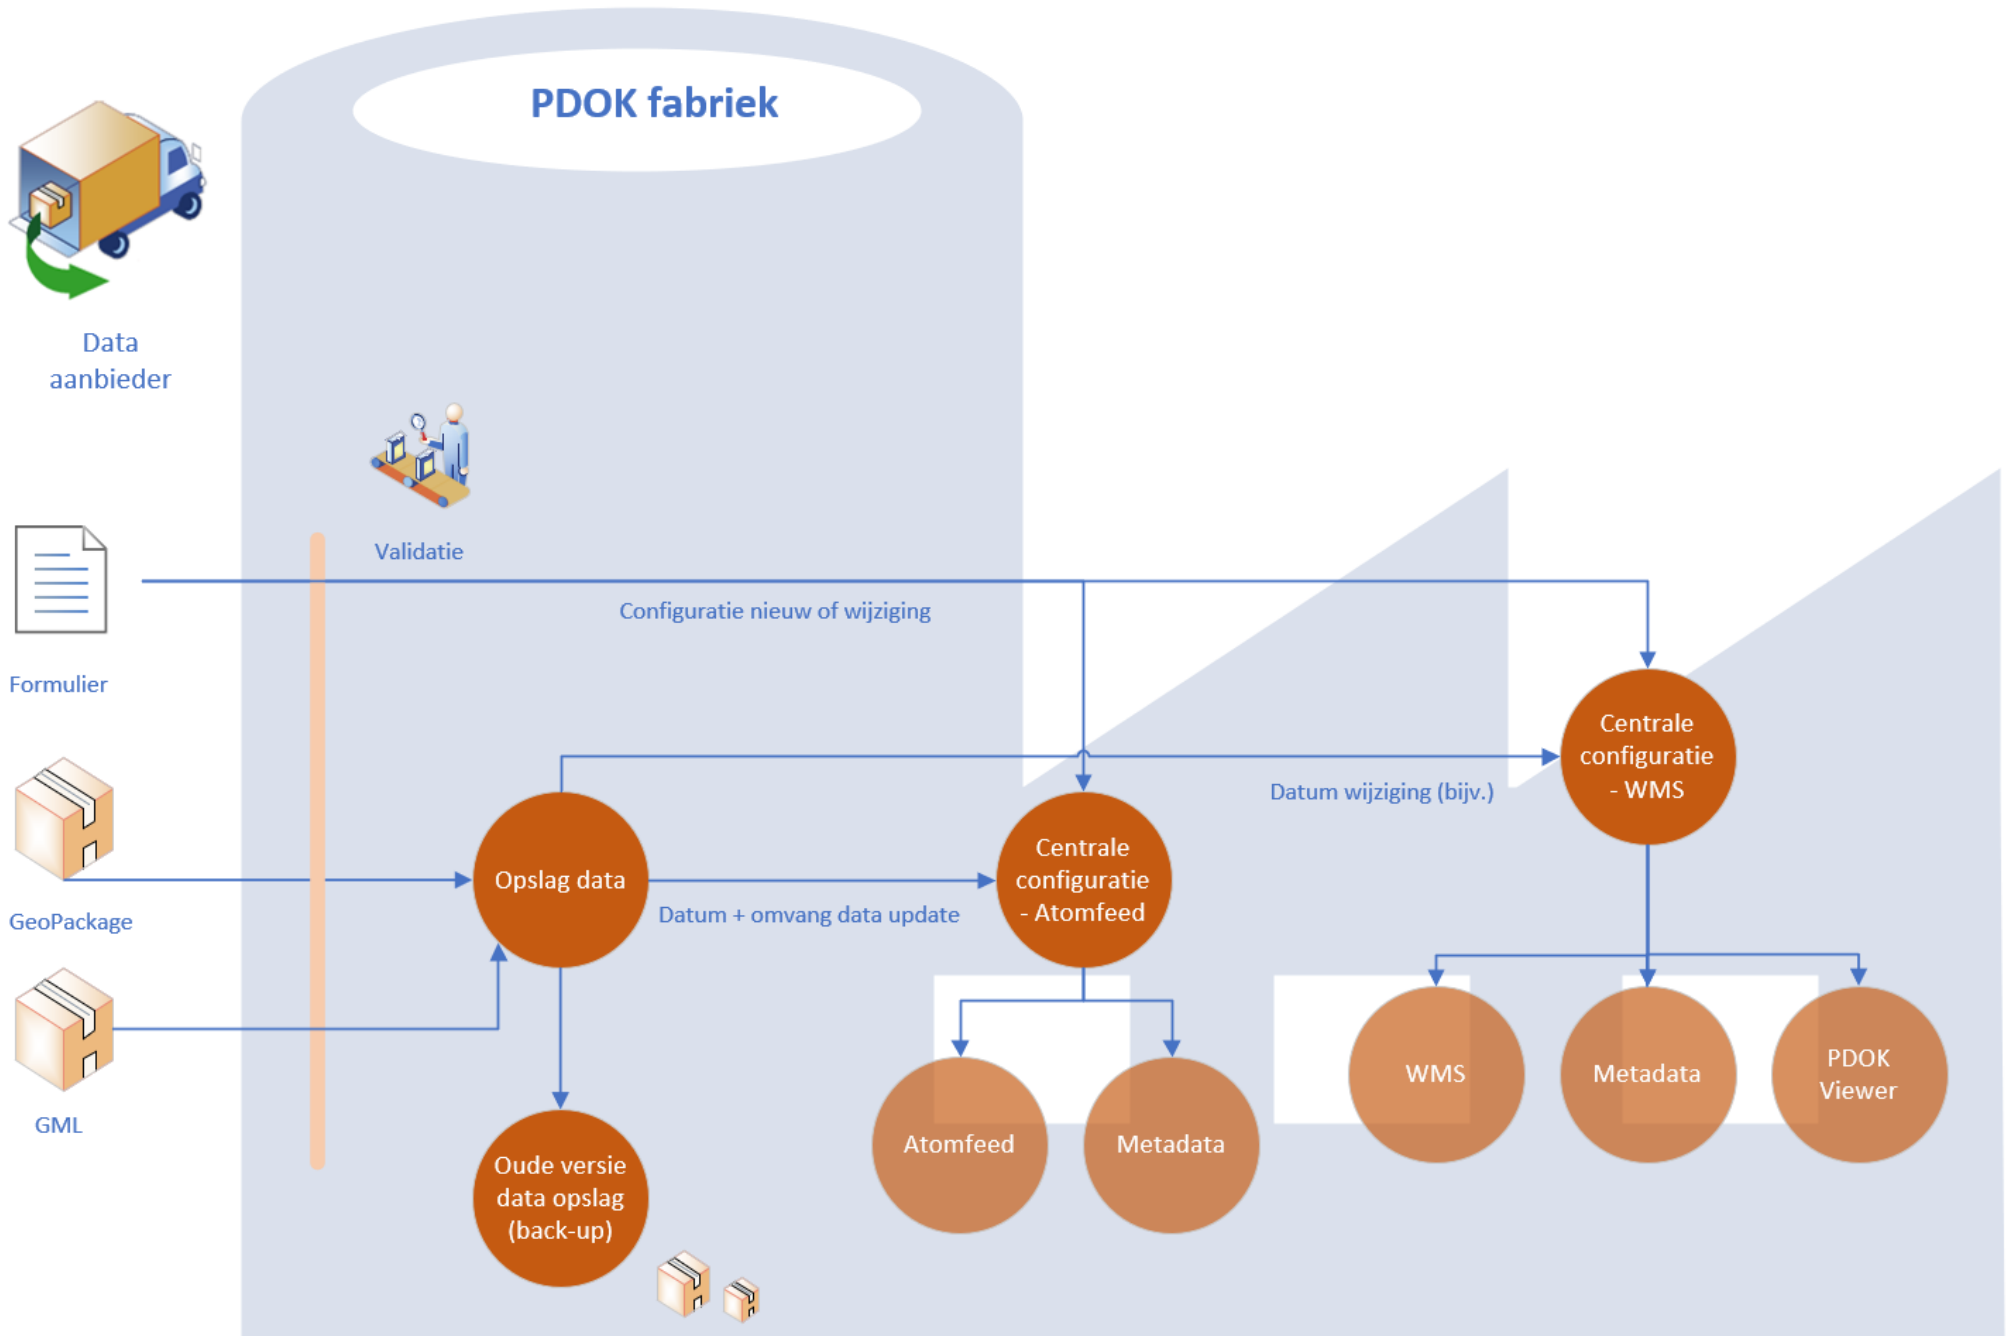 PDOK fabriek
Data
aanbieder
Validatie
Configuratie nieuw of wijziging
Formulier
Centrale
configuratie
- WMS
Datum wijziging (bijv.)
Opslag data
Centrale
configuratie
- Atomfeed
Datum + omvang data update
GeoPackage
GML
WMS
Metadata
PDOK
Viewer
Atomfeed
Metadata
Oude versie
data opslag
(back-up)